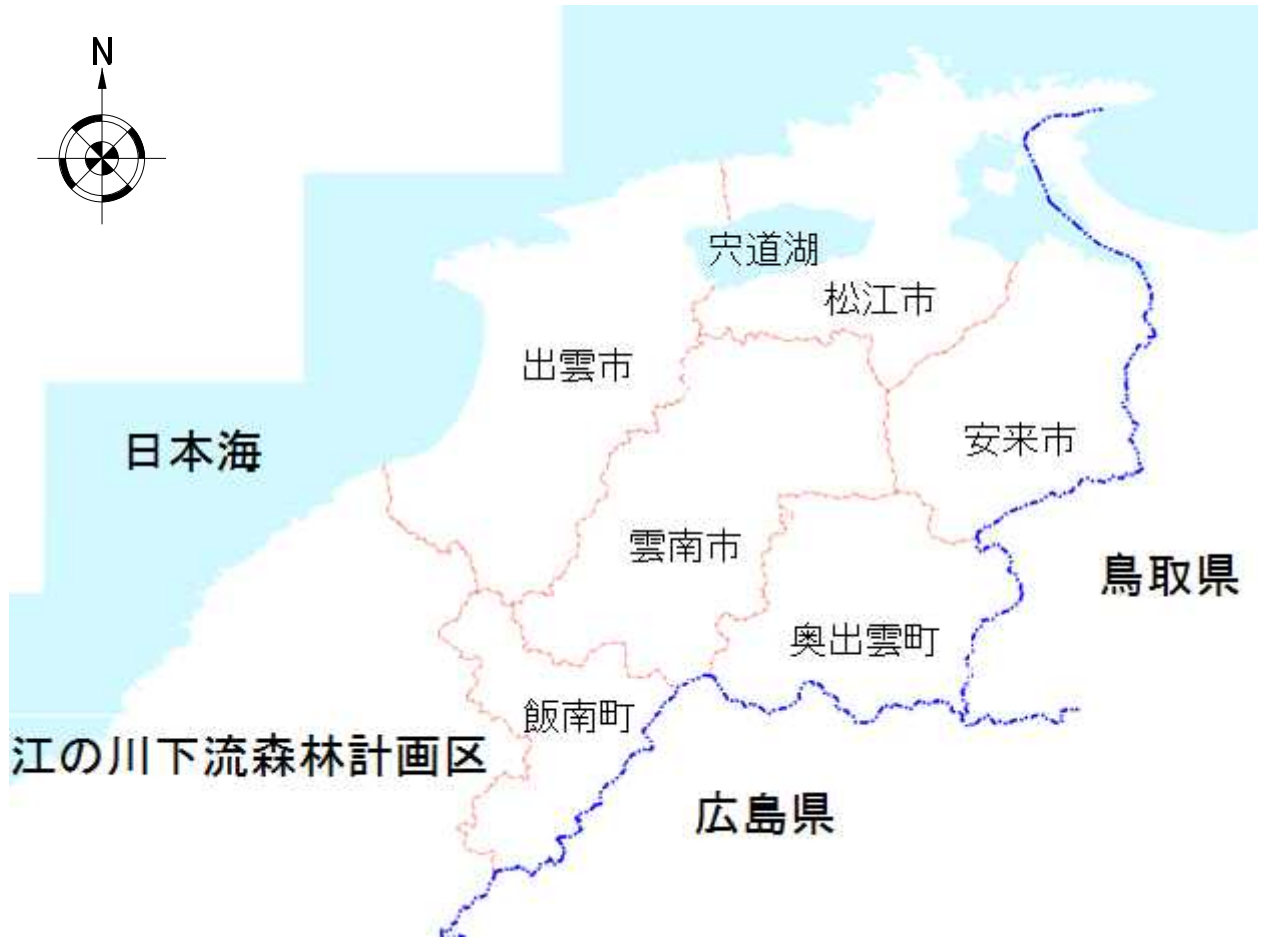 N
宍道湖
松江市
出雲市
安来市
日本海
雲南市
鳥取県
奥出雲町
飯南町
江の川下流森林計画区
広島県